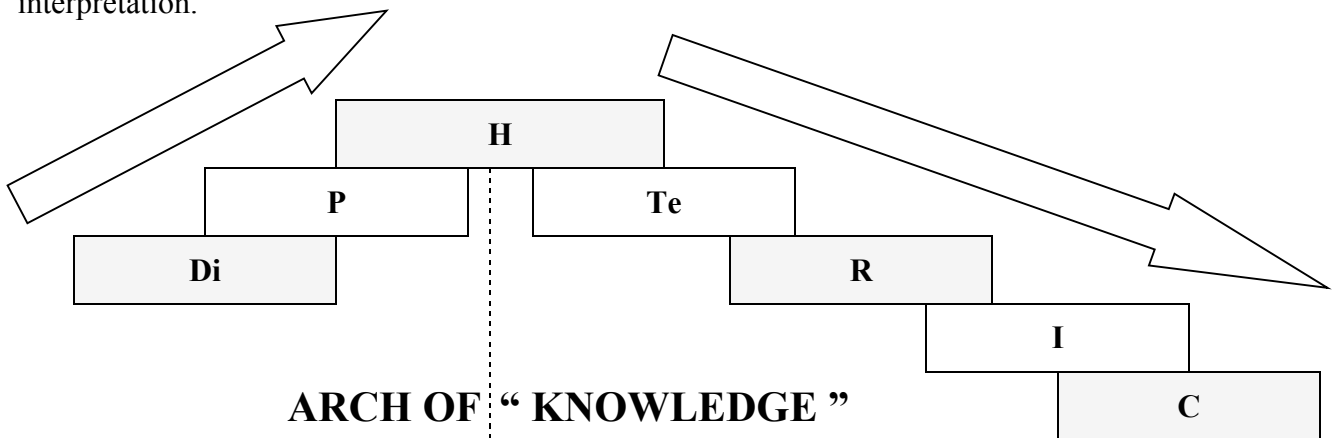 interpretation.
H
P Te
Di R
I
ARCH OF “ KNOWLEDGE ” C